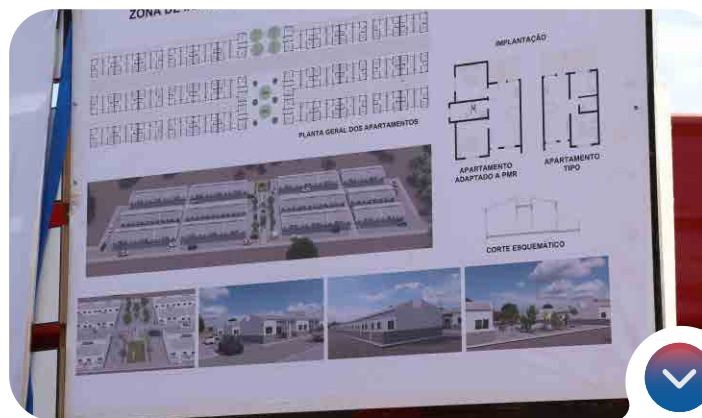 ZONA DE
IMPLANTAÇÃO
PLANTA GERAL DOS APARTAMENTOS
APARTAMENTO
ADAPTADO A PMR
APARTAMENTO
TIPO
CORTE ESQUEMÁTICO